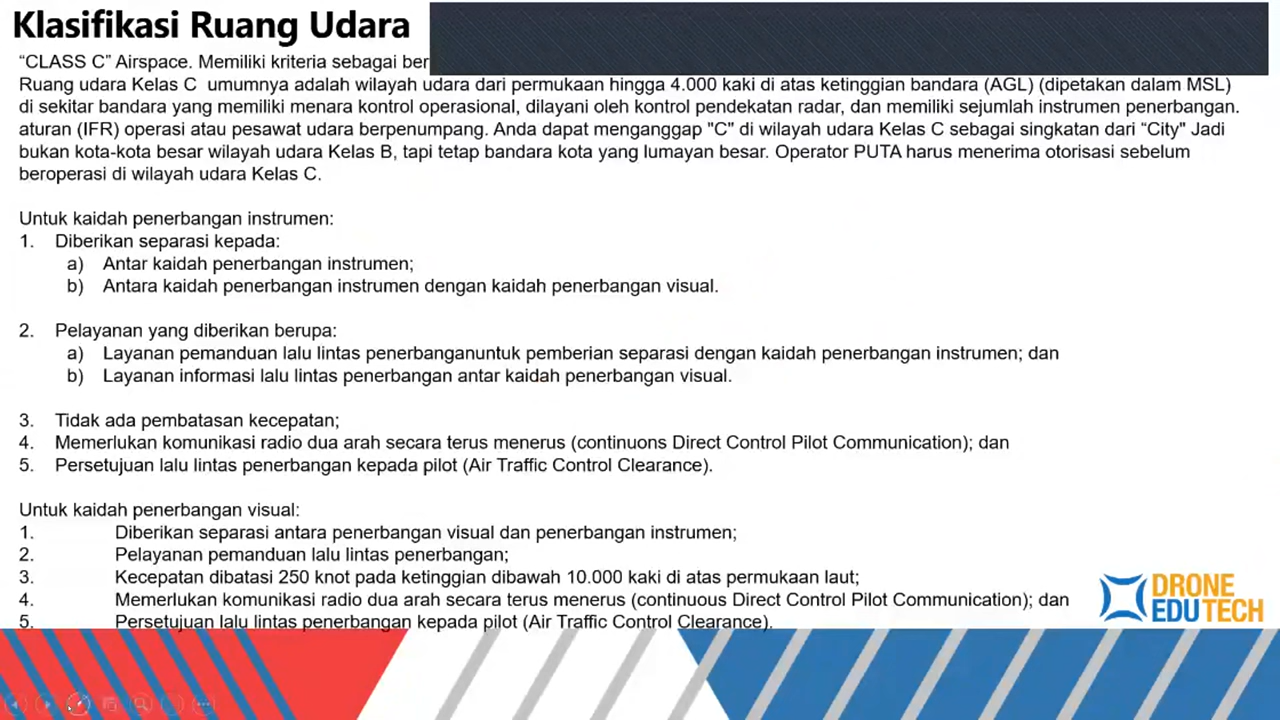 Klasifikasi Ruang Udara
“CLASS C” Airspace. Memiliki kriteria sebagai
Ruang udara Kelas C umumnya adalah wilayah udara dari permukaan hingga 4.000 kaki di atas ketinggian bandara (AGL) (dipetakan dalam MSL)
di sekitar bandara yang memiliki menara kontrol operasional, dilayani oleh kontrol pendekatan radar, dan memiliki sejumlah instrumen penerbangan.
aturan (IFR) operasi atau pesawat udara berpenumpang. Anda dapat menganggap "C" di wilayah udara Kelas C sebagai singkatan dari “City" Jadi
bukan kota-kota besar wilayah udara Kelas B, tapi tetap bandara kota yang lumayan besar. Operator PUTA harus menerima otorisasi sebelum
beroperasi di wilayah udara Kelas C.
Untuk kaidah penerbangan instrumen:
1. Diberikan separasi kepada:
a) Antar kaidah penerbangan instrumen;
b) Antara kaidah penerbangan instrumen dengan kaidah penerbangan visual.
2. Pelayanan yang diberikan berupa:
a) Layanan pemanduan lalu lintas penerbanganuntuk pemberian separasi dengan kaidah penerbangan instrumen; dan
b) Layanan informasi lalu lintas penerbangan antar kaidah penerbangan visual.
3. Tidak ada pembatasan kecepatan;
4. Memerlukan komunikasi radio dua arah secara terus menerus (continuons Direct Control Pilot Communication); dan
5. Persetujuan lalu lintas penerbangan kepada pilot (Air Traffic Control Clearance).
Untuk kaidah penerbangan visual:
1. Diberikan separasi antara penerbangan visual dan penerbangan instrumen;
2. Pelayanan pemanduan lalu lintas penerbangan;
3. Kecepatan dibatasi 250 knot pada ketinggian dibawah 10.000 kaki di atas permukaan laut;
4. Memerlukan komunikasi radio dua arah secara terus menerus (continuous Direct Control Pilot Communication); dan
5. Persetujuan lalu lintas penerbangan kepada pilot (Air Traffic Control Clearance).
DRONE
EDUTECH